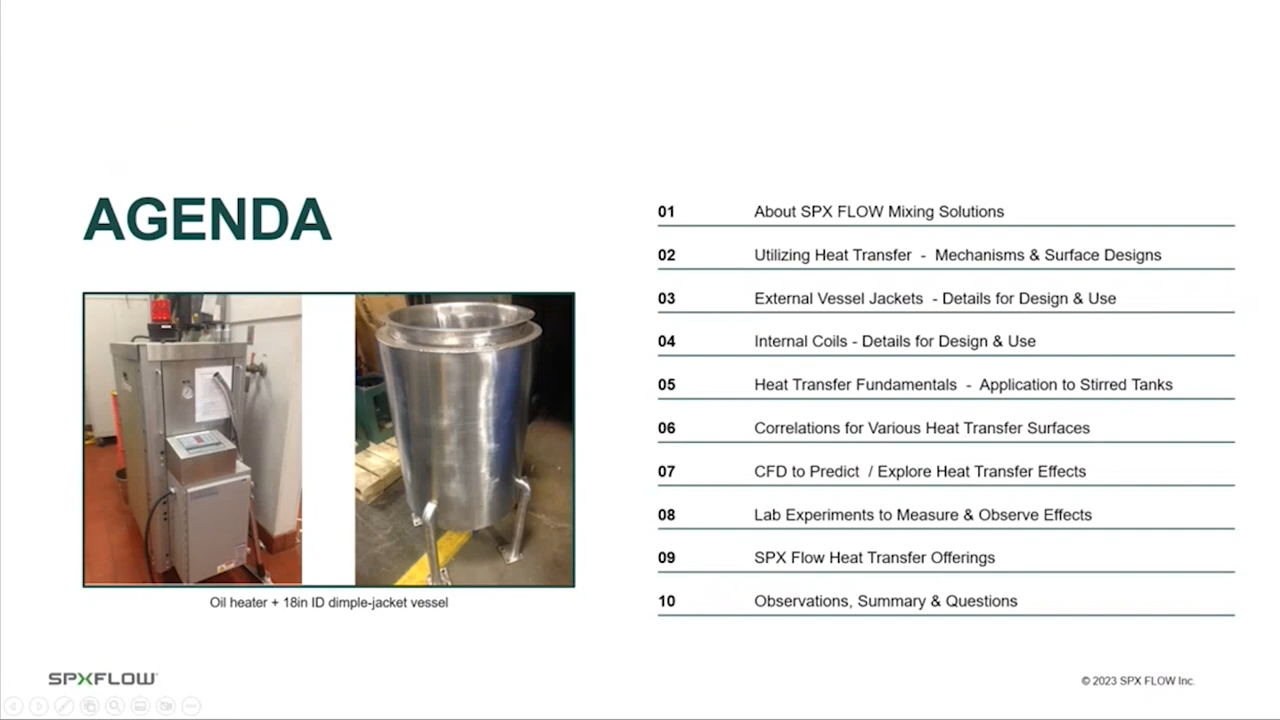 AGENDA
Oil heater + 18in ID dimple-jacket vessel
01 About SPX FLOW Mixing Solutions
02 Utilizing Heat Transfer - Mechanisms & Surface Designs
03 External Vessel Jackets - Details for Design & Use
04 Internal Coils - Details for Design & Use
05 Heat Transfer Fundamentals - Application to Stirred Tanks
06 Correlations for Various Heat Transfer Surfaces
07 CFD to Predict / Explore Heat Transfer Effects
08 Lab Experiments to Measure & Observe Effects
09 SPX Flow Heat Transfer Offerings
10 Observations, Summary & Questions
SPXFLOW
© 2023 SPX FLOW Inc.